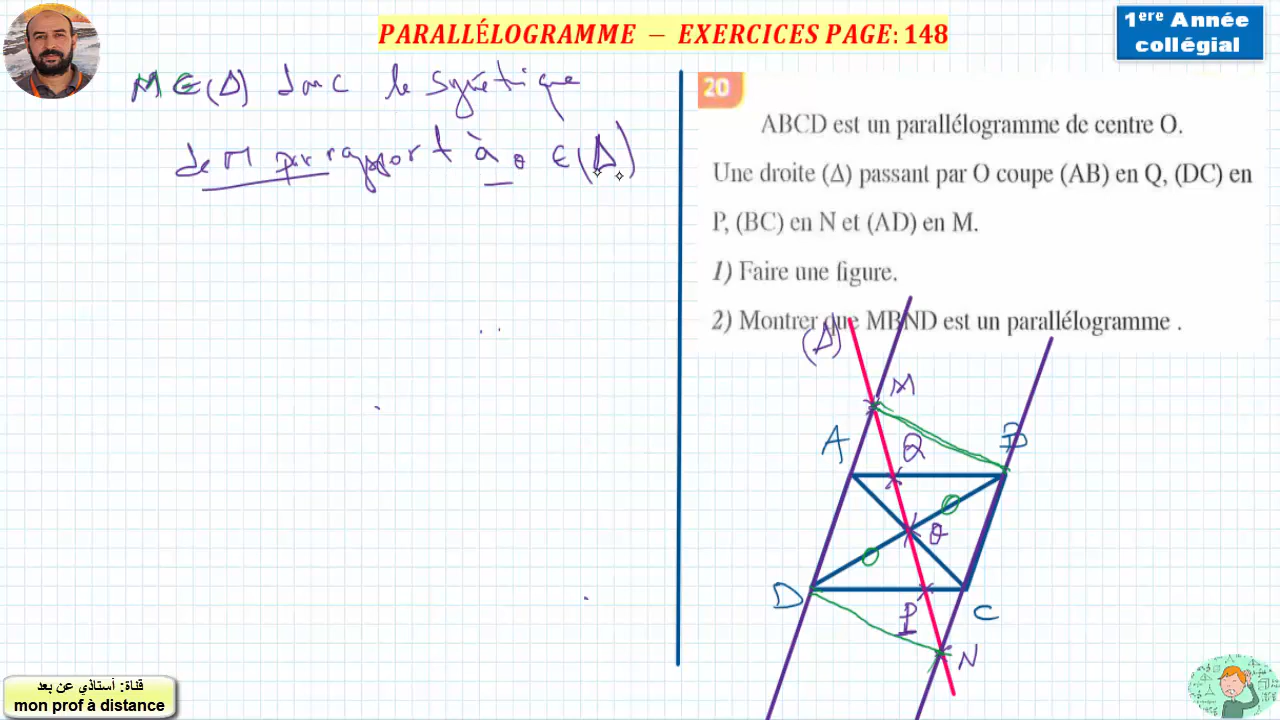 PARALLÉLOGRAMME – EXERCICES PAGE: 148
1ere Année
collégial
M ∈ (Δ) donc le symétrique
de M par rapport à O ∈ (Δ)
20
ABCD est un parallélogramme de centre O.
Une droite (Δ) passant par O coupe (AB) en Q, (DC) en
P, (BC) en N et (AD) en M.
1) Faire une figure.
2) Montrer que MBND est un parallélogramme .
(Δ)
M
A
Q
B
O
D
P
C
N
قناة: أستاذي عن بعد
mon prof à distance